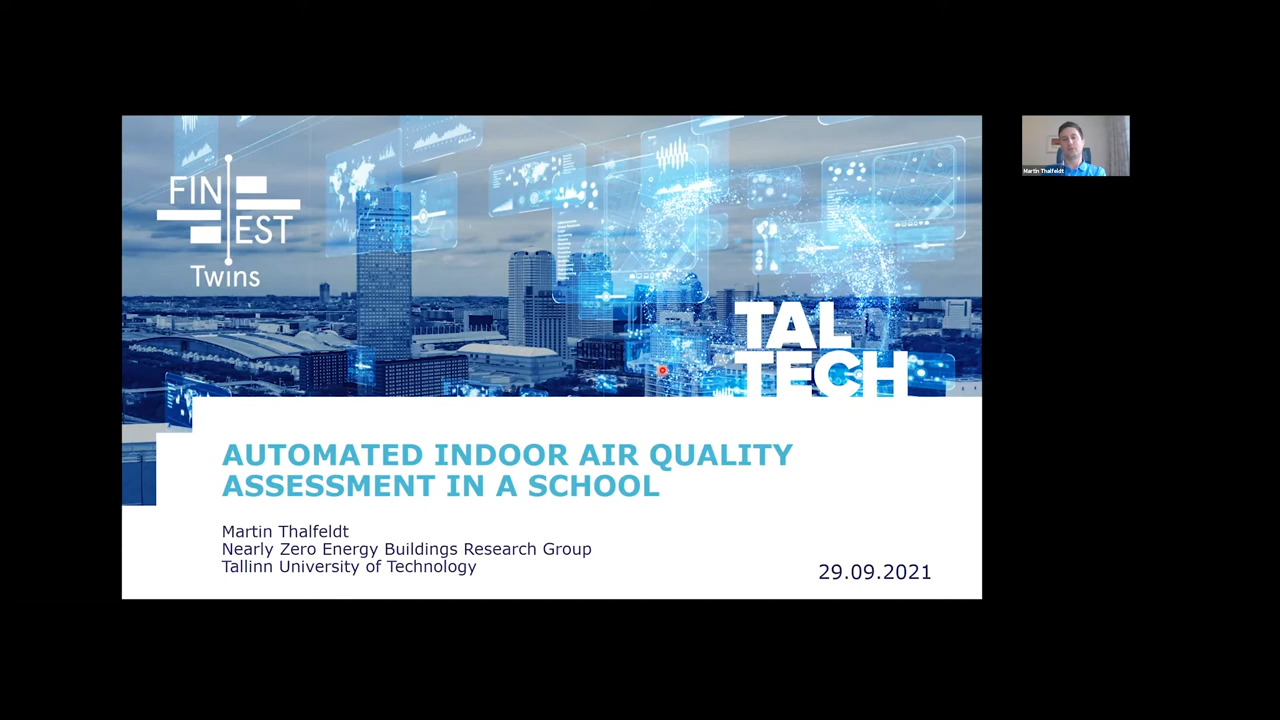 FIN
EST
Twins
TAL
TECH
AUTOMATED INDOOR AIR QUALITY
ASSESSMENT IN A SCHOOL
Martin Thalfeldt
Nearly Zero Energy Buildings Research Group
Tallinn University of Technology
29.09.2021
Martin Thalfeldt